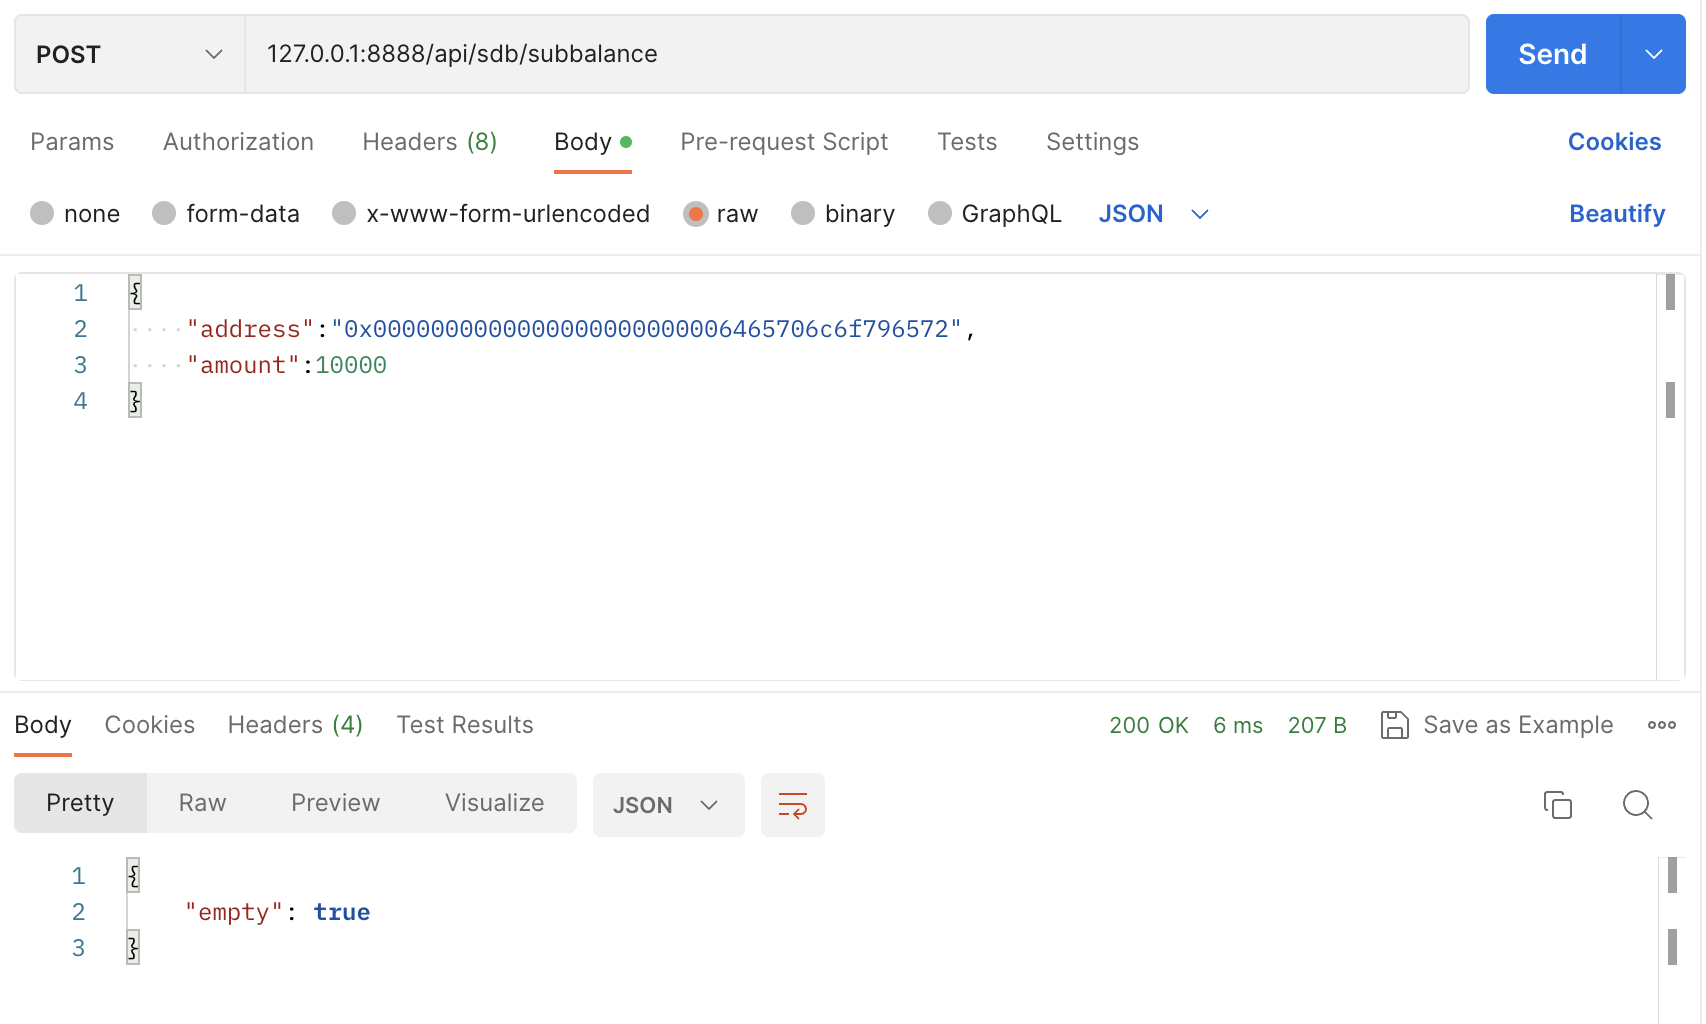 POST 127.0.0.1:8888/api/sdb/subbalance Send
Params Authorization Headers (8) Body Pre-request Script Tests Settings Cookies
none form-data x-www-form-urlencoded raw binary GraphQL JSON Beautify
1 {
2 ····"address":"0x0000000000000000000000006465706c6f796572",
3 ····"amount":10000
4 }
Body Cookies Headers (4) Test Results 200 OK 6 ms 207 B Save as Example
Pretty Raw Preview Visualize JSON
1 {
2 "empty": true
3 }